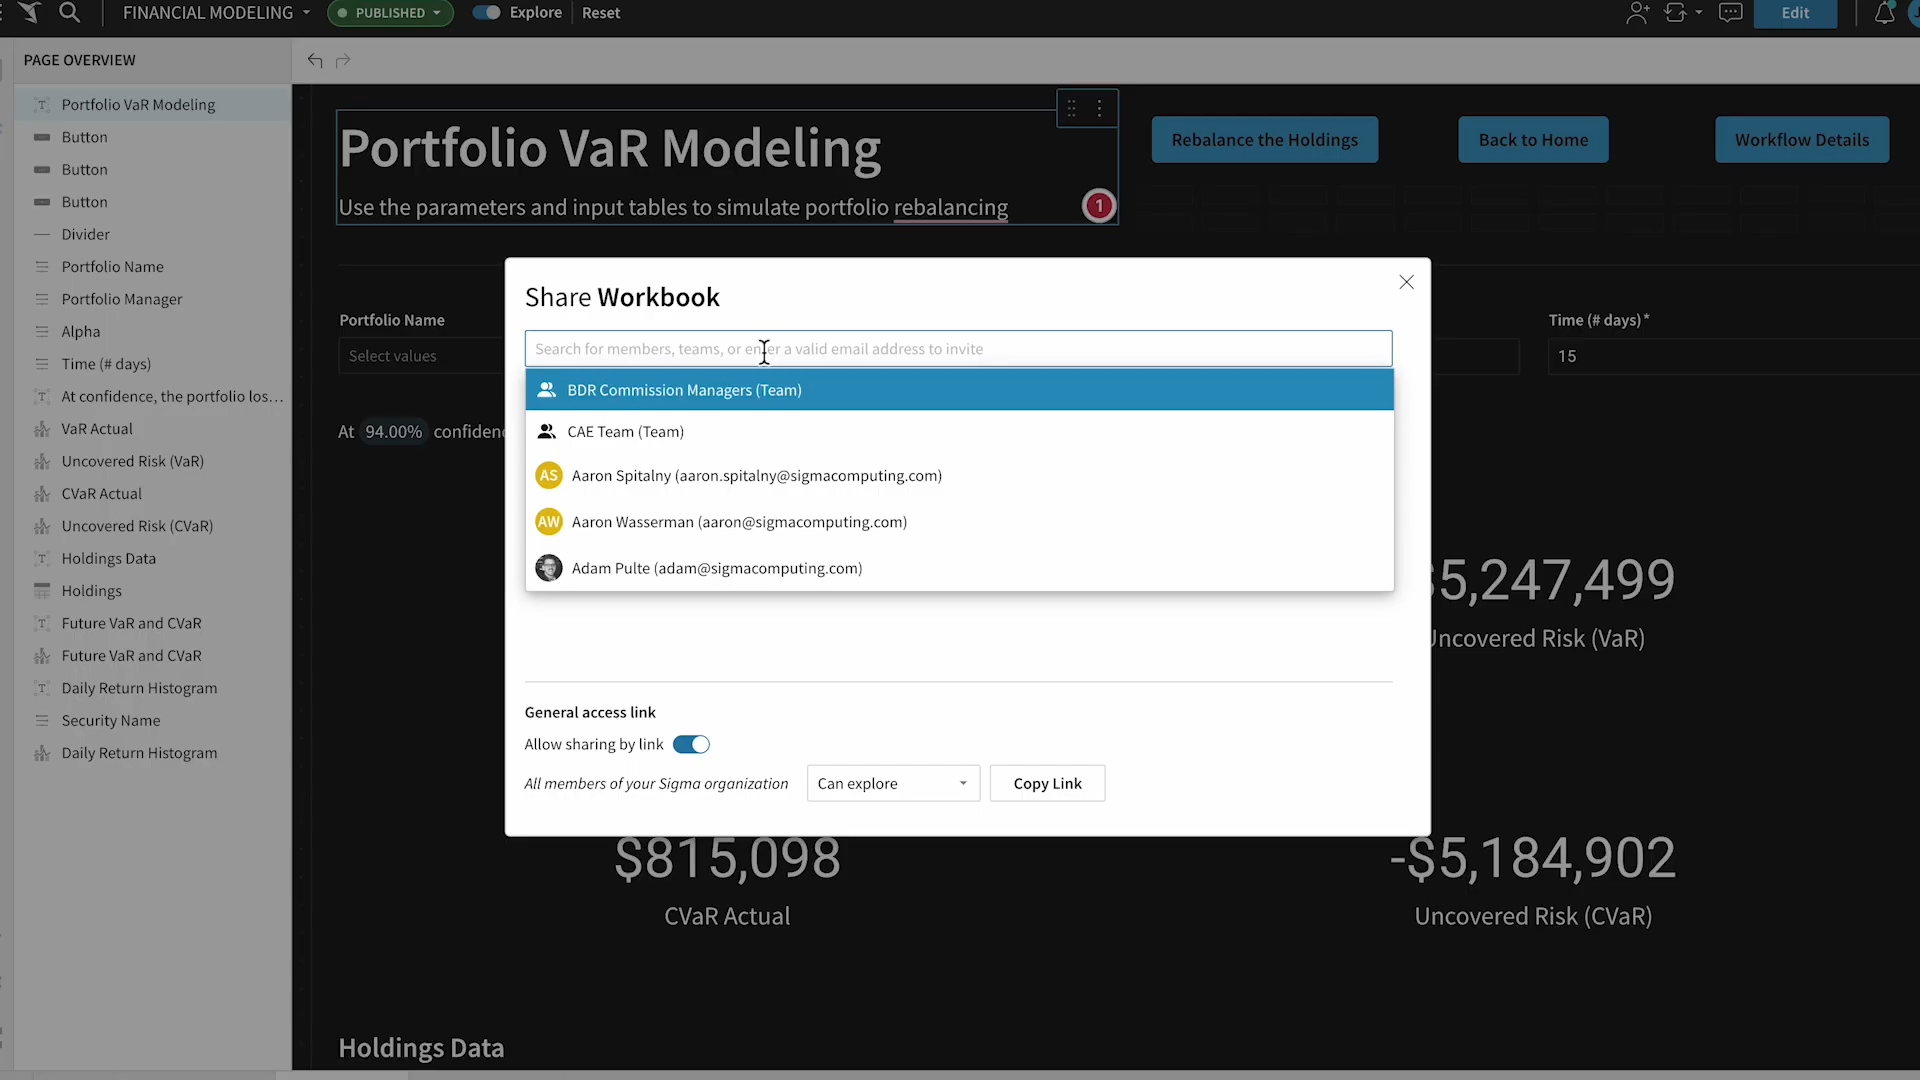 FINANCIAL MODELING
PUBLISHED
Explore
Reset
Edit
PAGE OVERVIEW
Portfolio VaR Modeling
Button
Button
Button
Divider
Portfolio Name
Portfolio Manager
Alpha
Time (# days)
At confidence, the portfolio los...
VaR Actual
Uncovered Risk (VaR)
CVaR Actual
Uncovered Risk (CVaR)
Holdings Data
Holdings
Future VaR and CVaR
Future VaR and CVaR
Daily Return Histogram
Security Name
Daily Return Histogram
Portfolio VaR Modeling
Use the parameters and input tables to simulate portfolio rebalancing
1
Rebalance the Holdings
Back to Home
Workflow Details
Portfolio Name
Select values
Time (# days)*
15
At 94.00%
Share Workbook
Search for members, teams, or enter a valid email address to invite
BDR Commission Managers (Team)
CAE Team (Team)
AS Aaron Spitalny (aaron.spitalny@sigmacomputing.com)
AW Aaron Wasserman (aaron@sigmacomputing.com)
Adam Pulte (adam@sigmacomputing.com)
General access link
Allow sharing by link
All members of your Sigma organization
Can explore
Copy Link
5,247,499
Uncovered Risk (VaR)
$815,098
CVaR Actual
-$5,184,902
Uncovered Risk (CVaR)
Holdings Data